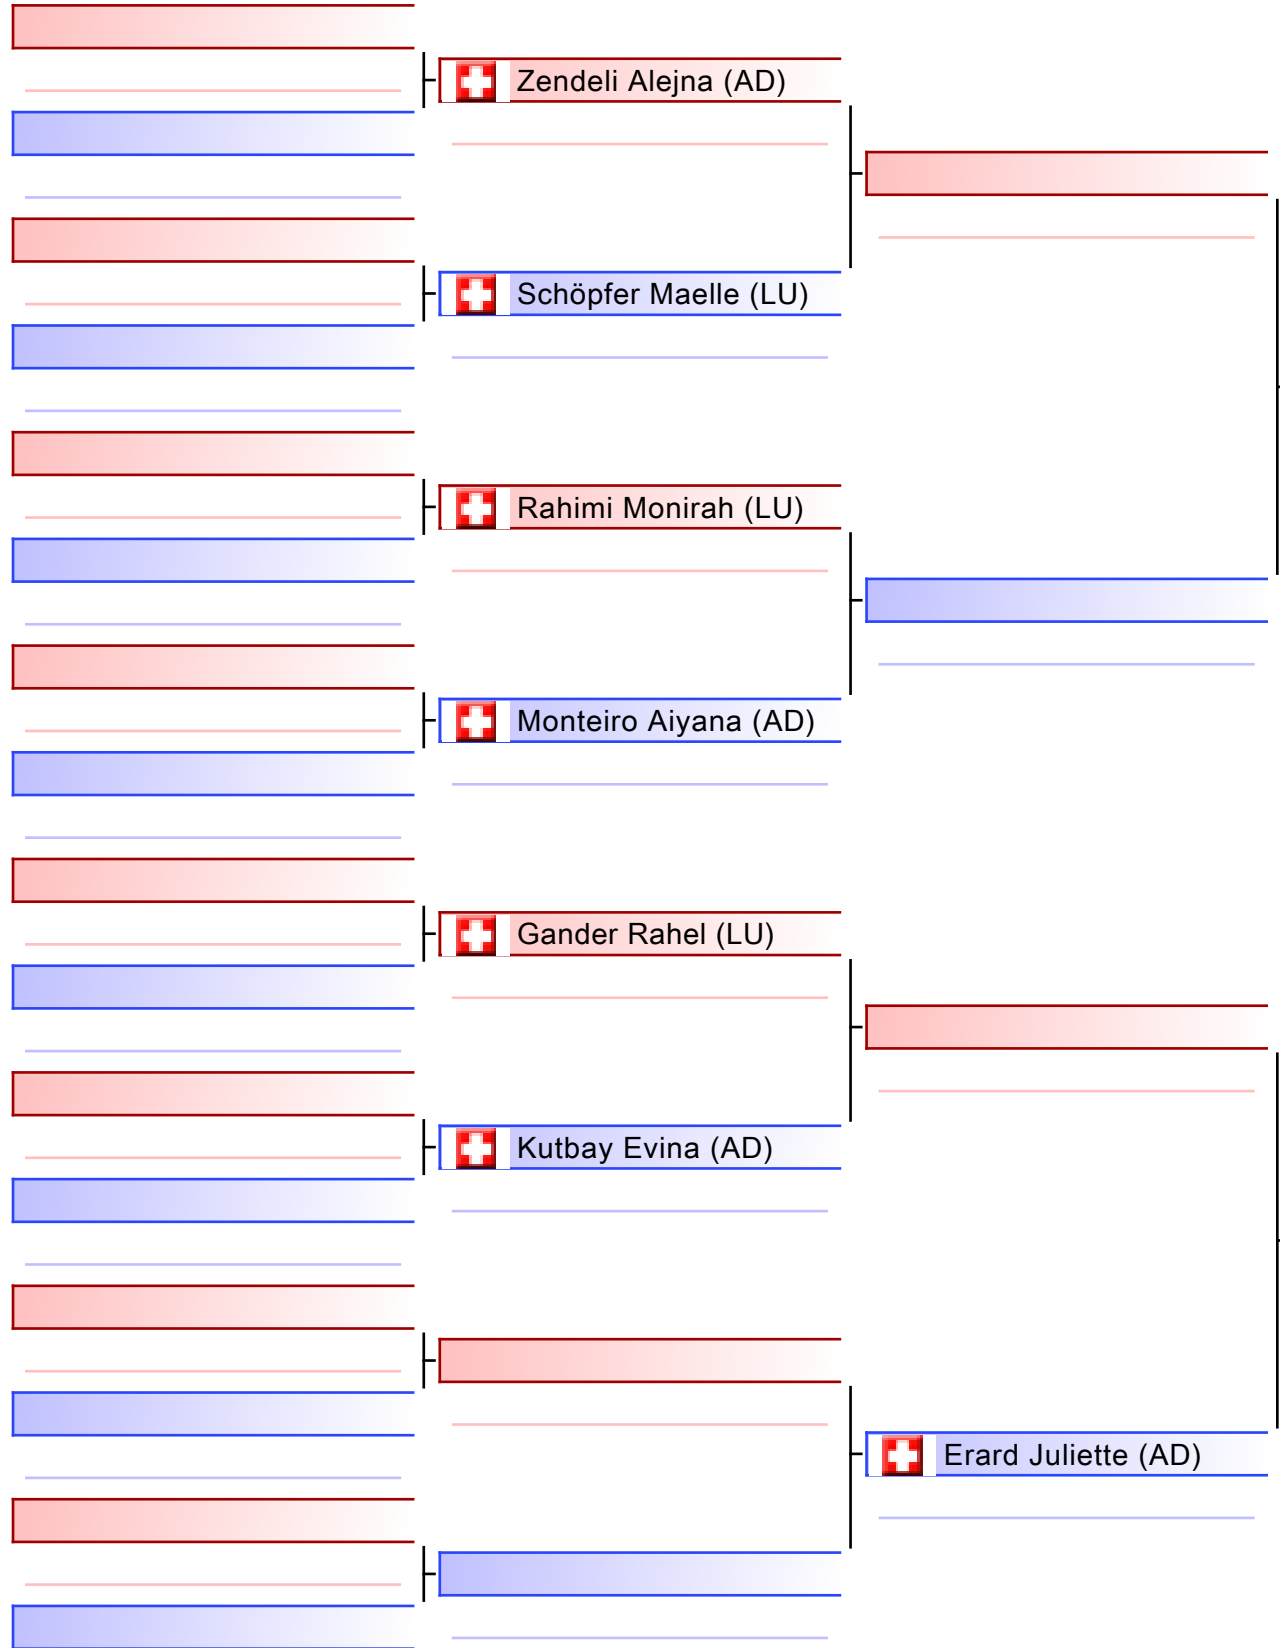 Zendeli Alejna (AD)
Schöpfer Maelle (LU)
Rahimi Monirah (LU)
Monteiro Aiyana (AD)
Gander Rahel (LU)
Kutbay Evina (AD)
Erard Juliette (AD)